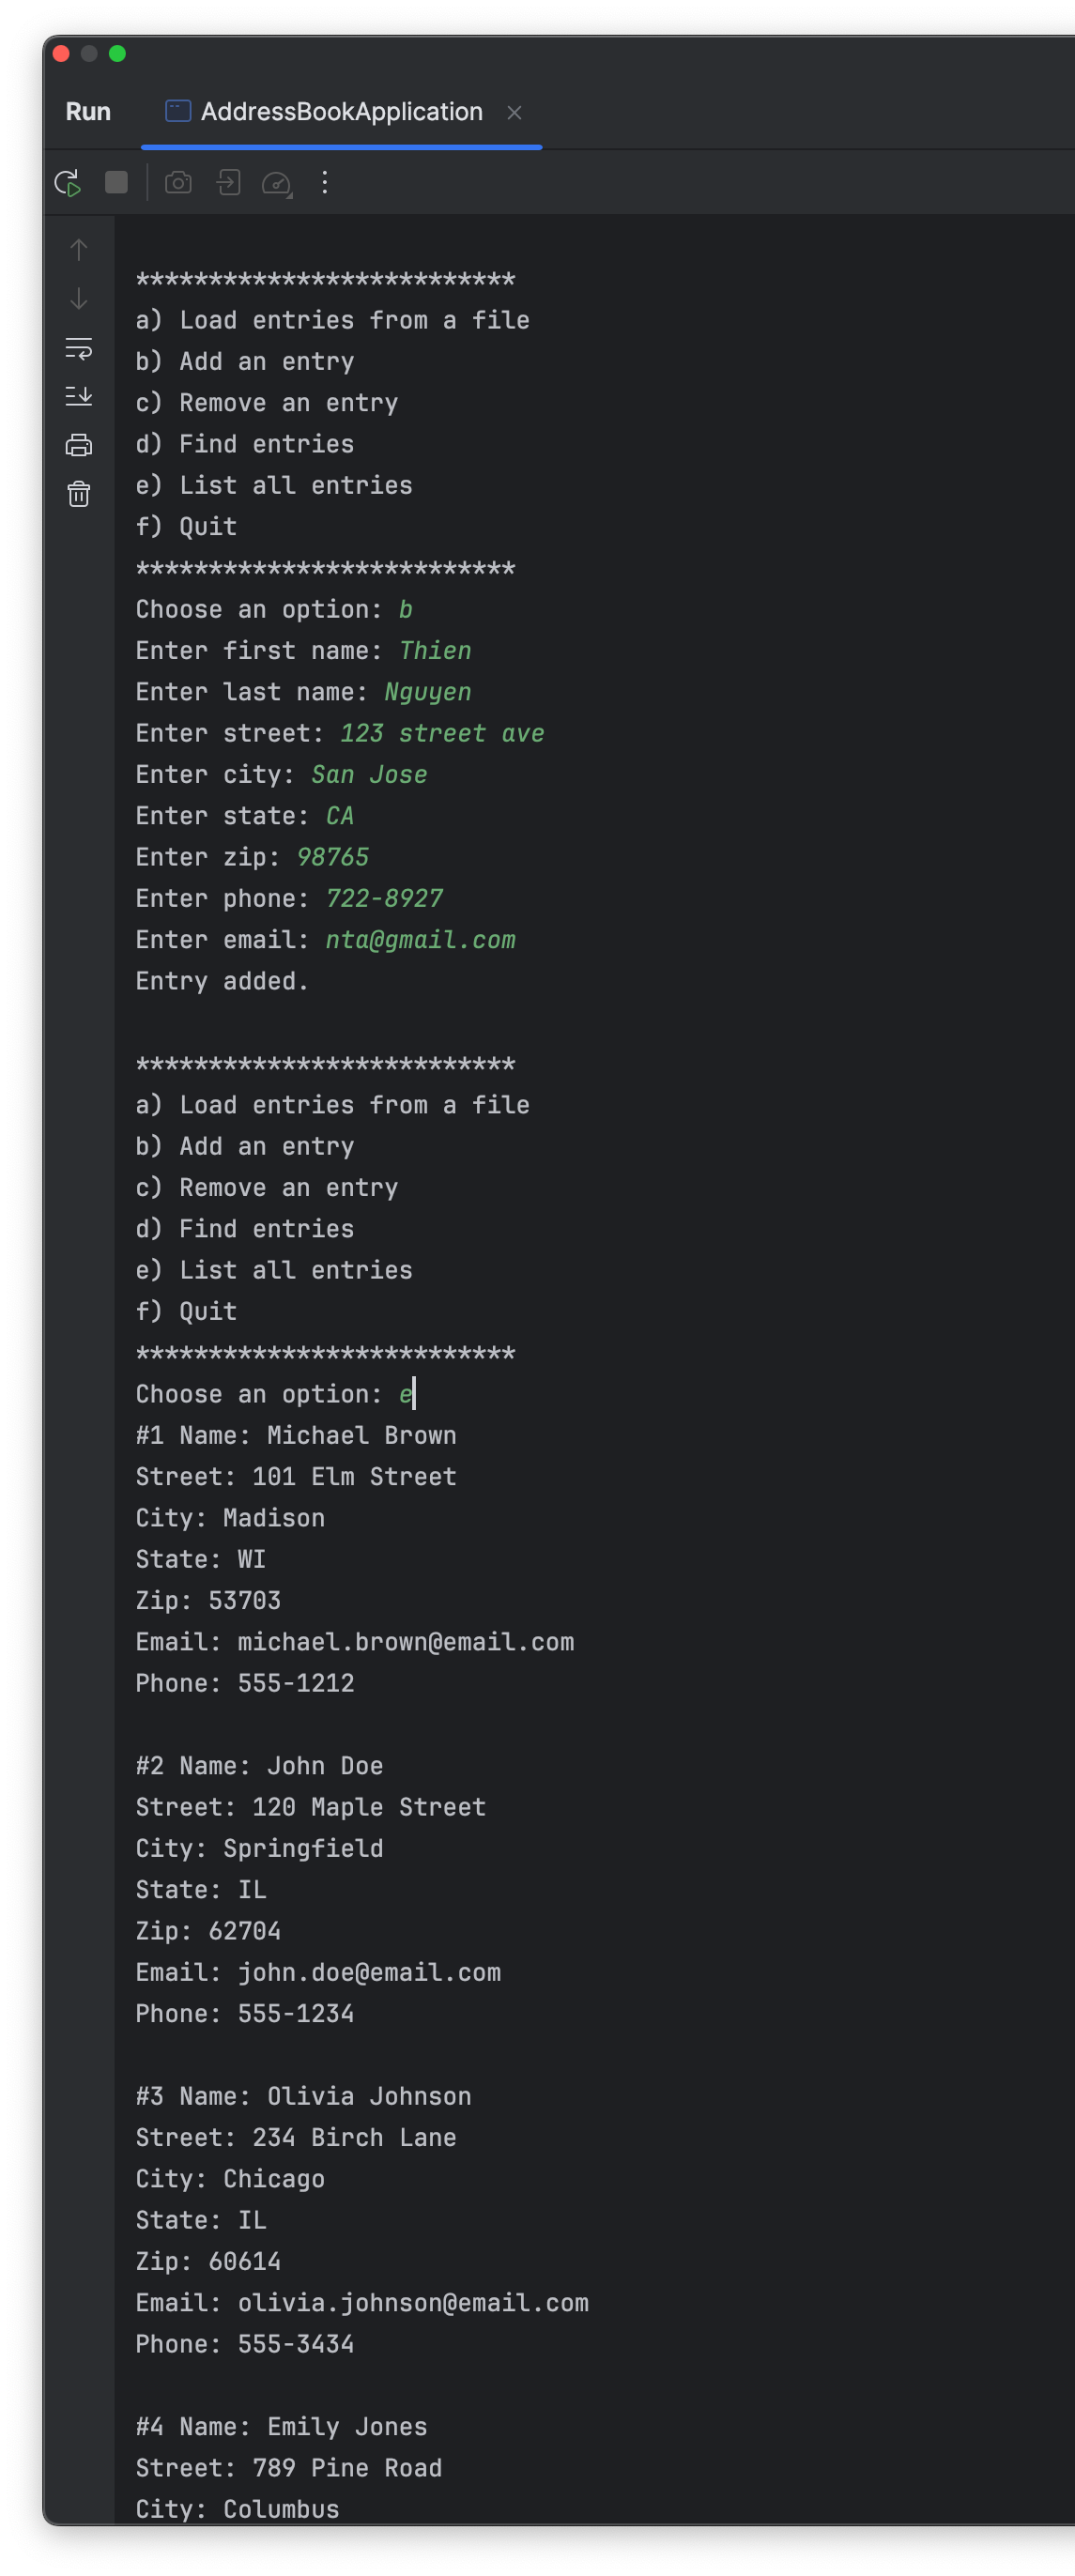 Run AddressBookApplication
**************************
a) Load entries from a file
b) Add an entry
c) Remove an entry
d) Find entries
e) List all entries
f) Quit
**************************
Choose an option: b
Enter first name: Thien
Enter last name: Nguyen
Enter street: 123 street ave
Enter city: San Jose
Enter state: CA
Enter zip: 98765
Enter phone: 722-8927
Enter email: nta@gmail.com
Entry added.
**************************
a) Load entries from a file
b) Add an entry
c) Remove an entry
d) Find entries
e) List all entries
f) Quit
**************************
Choose an option: e
#1 Name: Michael Brown
Street: 101 Elm Street
City: Madison
State: WI
Zip: 53703
Email: michael.brown@email.com
Phone: 555-1212
#2 Name: John Doe
Street: 120 Maple Street
City: Springfield
State: IL
Zip: 62704
Email: john.doe@email.com
Phone: 555-1234
#3 Name: Olivia Johnson
Street: 234 Birch Lane
City: Chicago
State: IL
Zip: 60614
Email: olivia.johnson@email.com
Phone: 555-3434
#4 Name: Emily Jones
Street: 789 Pine Road
City: Columbus